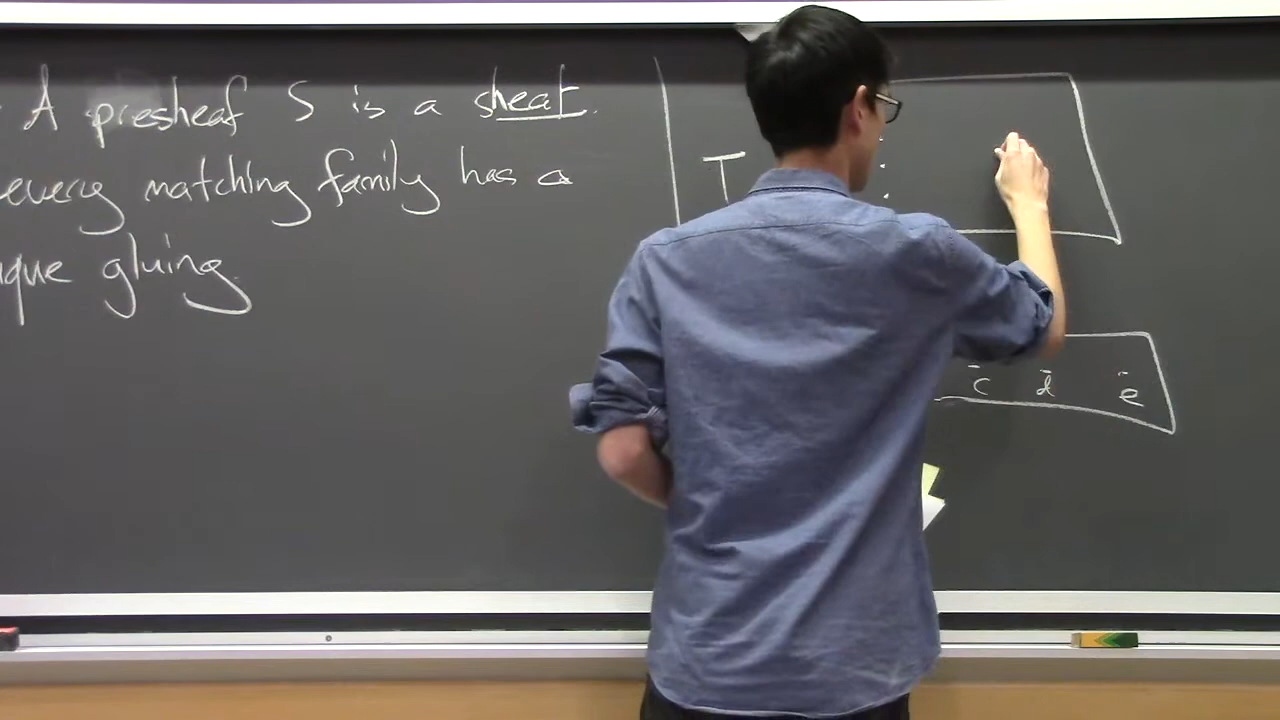 A presheaf S is a sheaf.
every matching family has a
ique gluing.
T
c d e